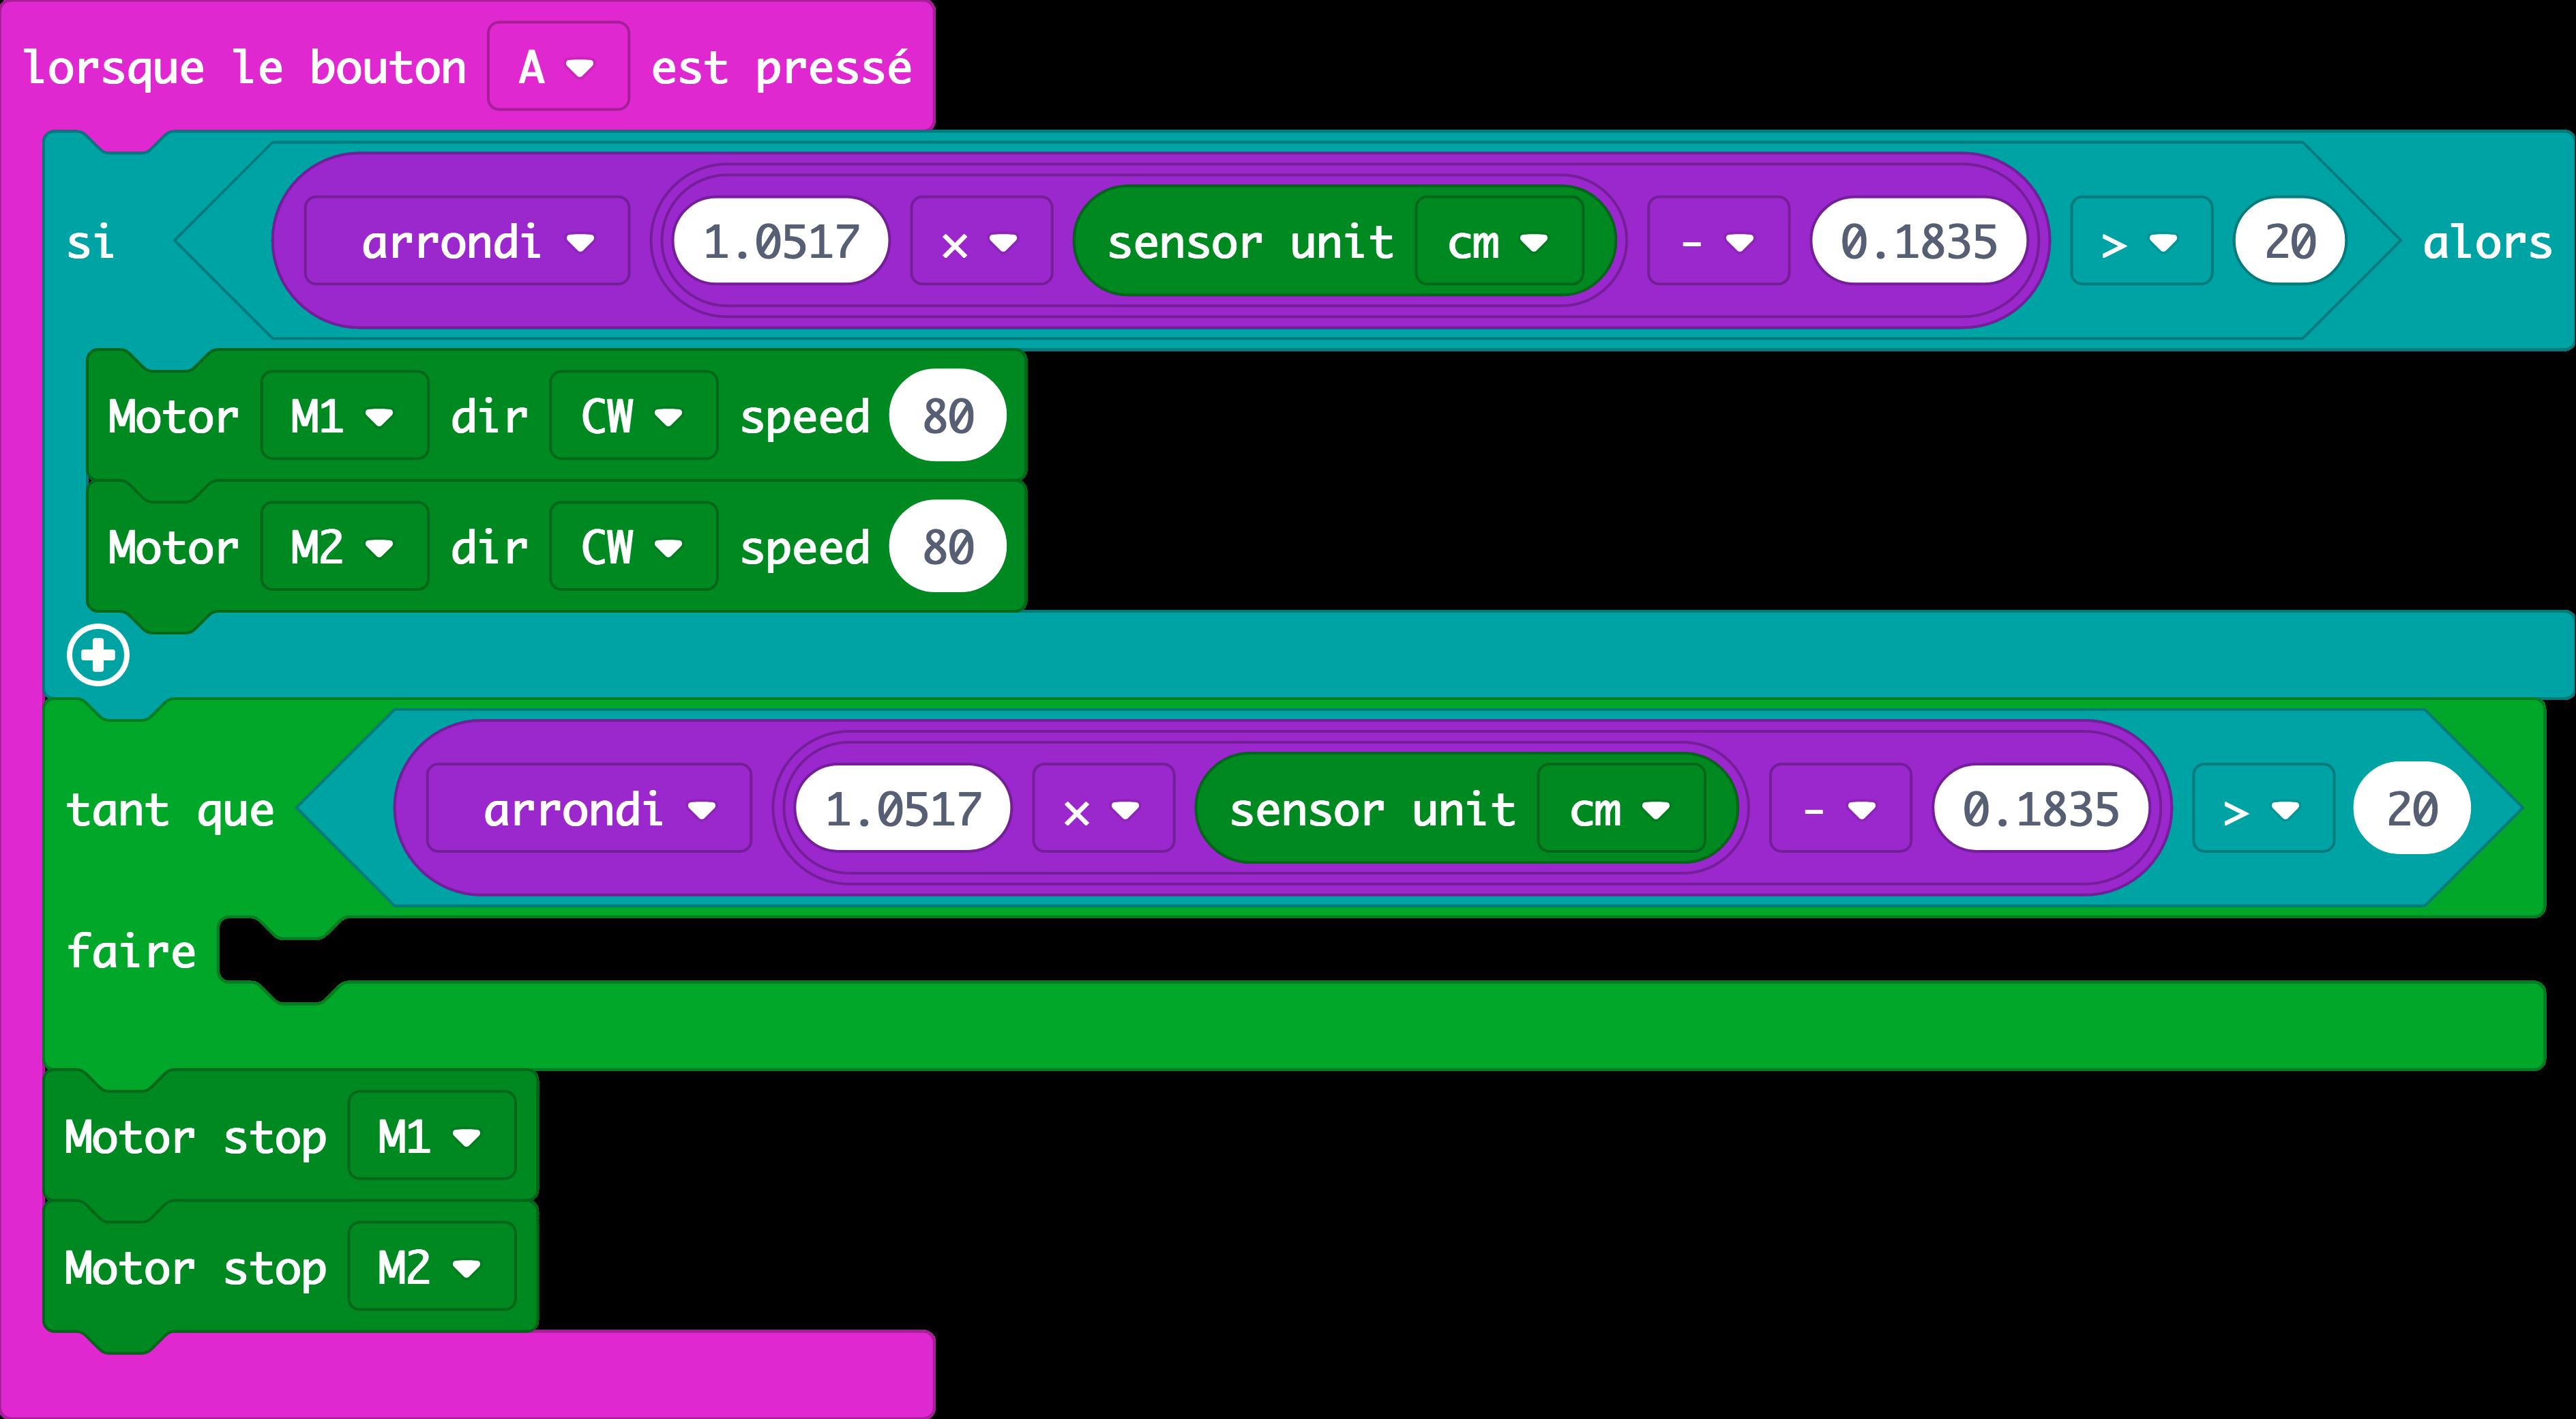 lorsque le bouton A est pressé
si arrondi 1.0517 × sensor unit cm - 0.1835 > 20 alors
Motor M1 dir CW speed 80
Motor M2 dir CW speed 80
tant que arrondi 1.0517 × sensor unit cm - 0.1835 > 20
faire
Motor stop M1
Motor stop M2